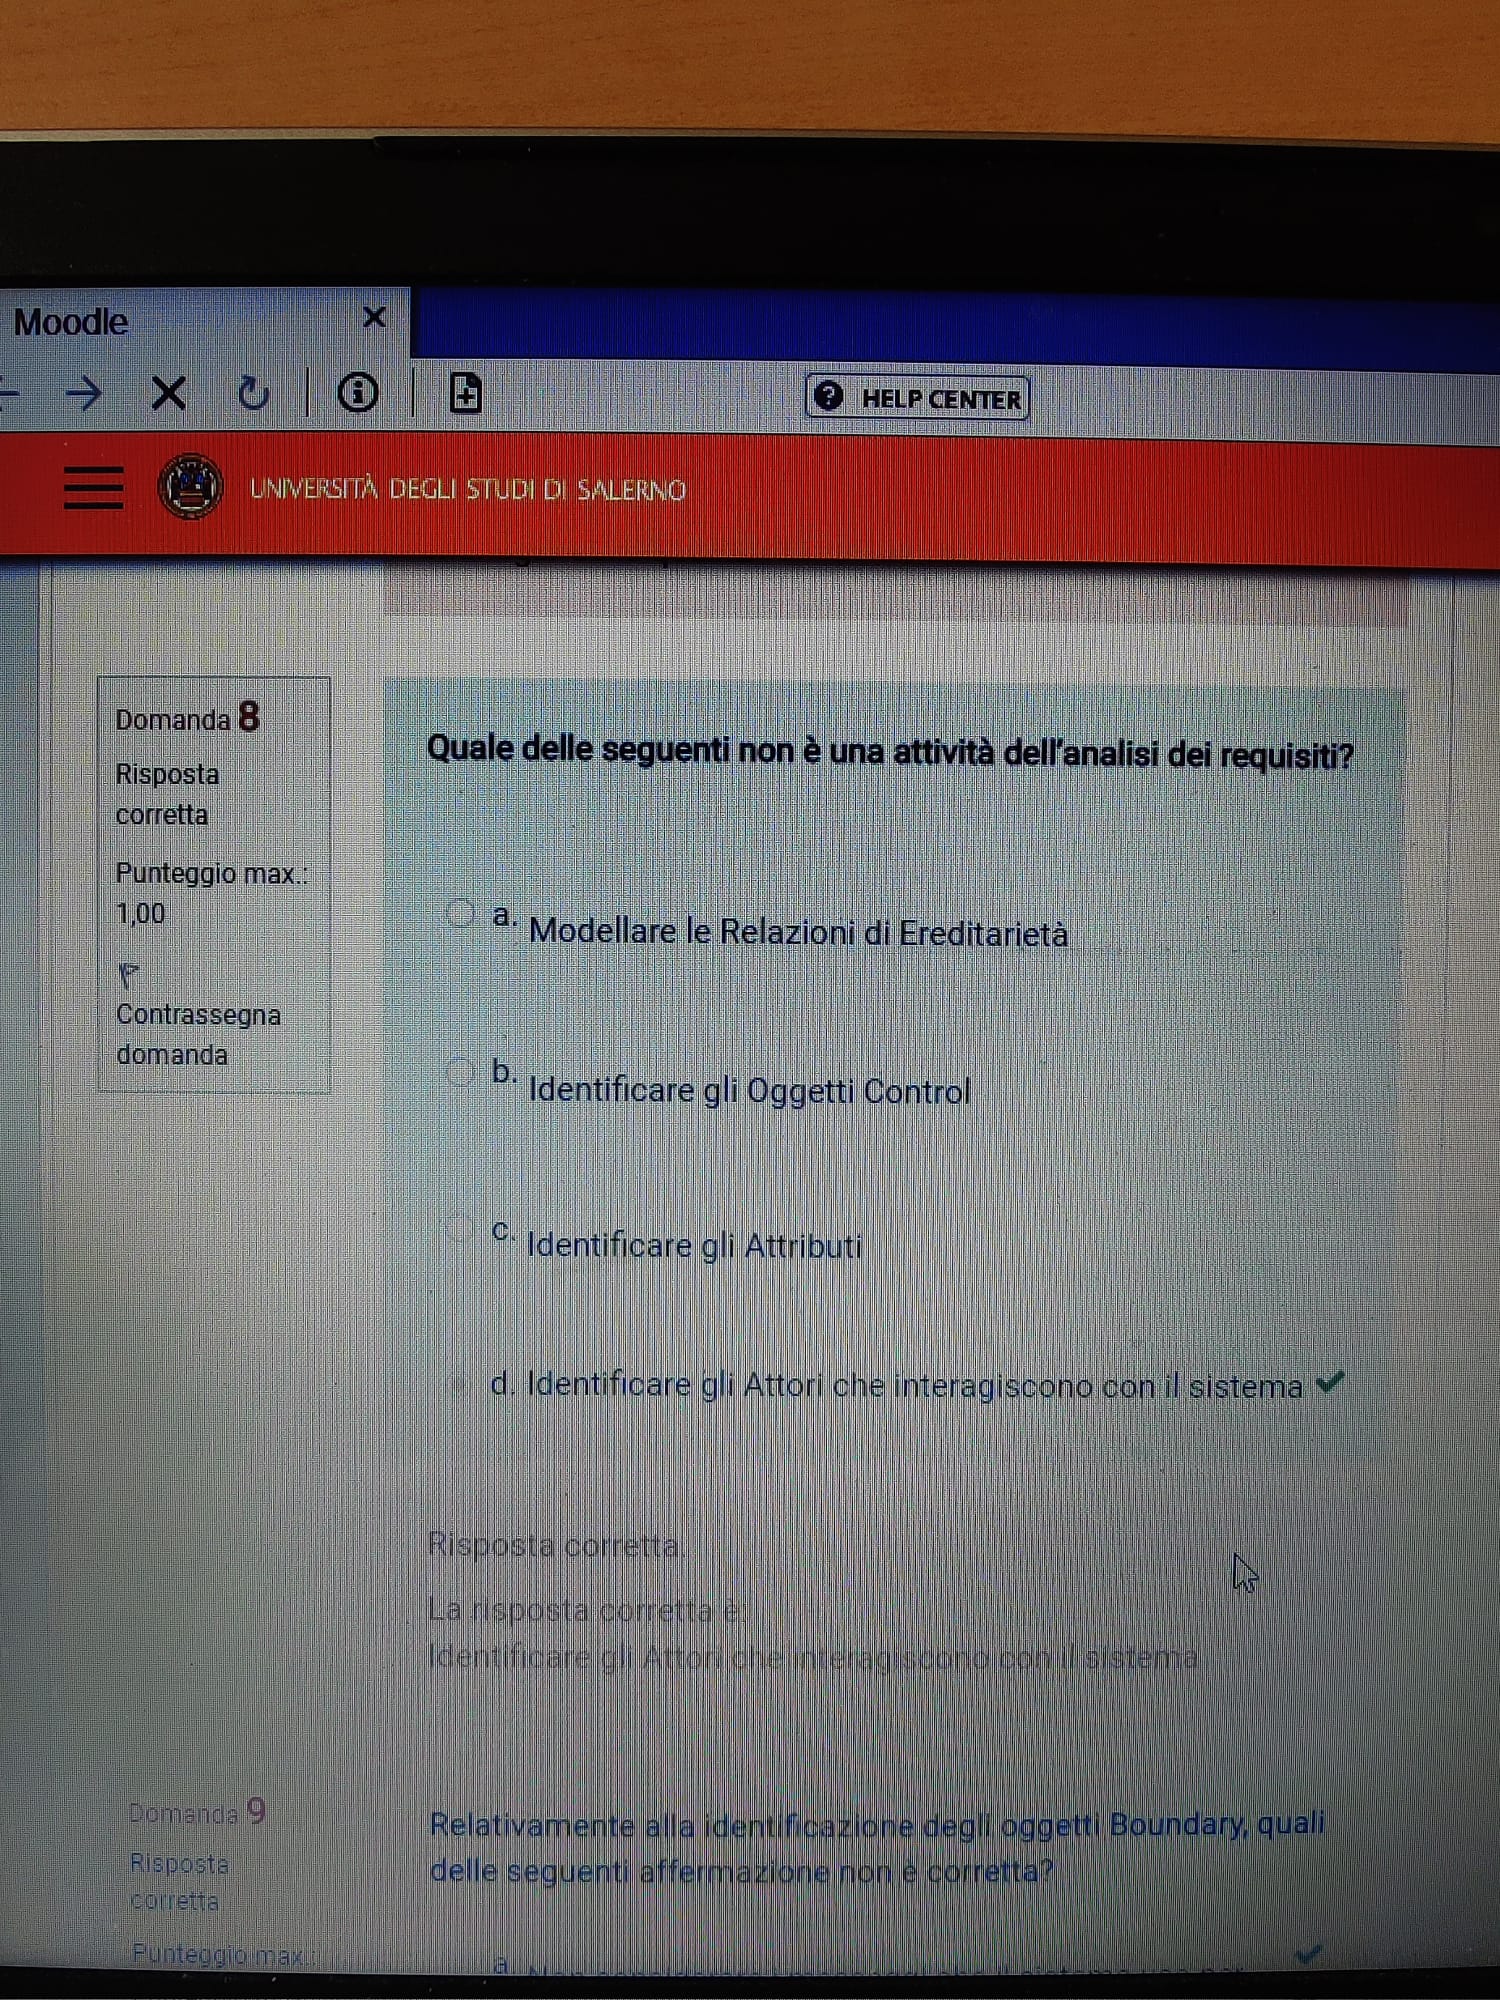 Moodle
HELP CENTER
UNIVERSITÀ DEGLI STUDI DI SALERNO
Domanda 8
Risposta
corretta
Punteggio max.:
1,00
Contrassegna
domanda
Quale delle seguenti non è una attività dell'analisi dei requisiti?
a. Modellare le Relazioni di Ereditarietà
b. Identificare gli Oggetti Control
c. Identificare gli Attributi
d. Identificare gli Attori che interagiscono con il sistema
Risposta corretta.
La risposta corretta è:
Identificare gli Attori che interagiscono con il sistema
Domanda 9
Risposta
corretta
Punteggio max.:
Relativamente alla identificazione degli oggetti Boundary, quali
delle seguenti affermazione non è corretta?
a.